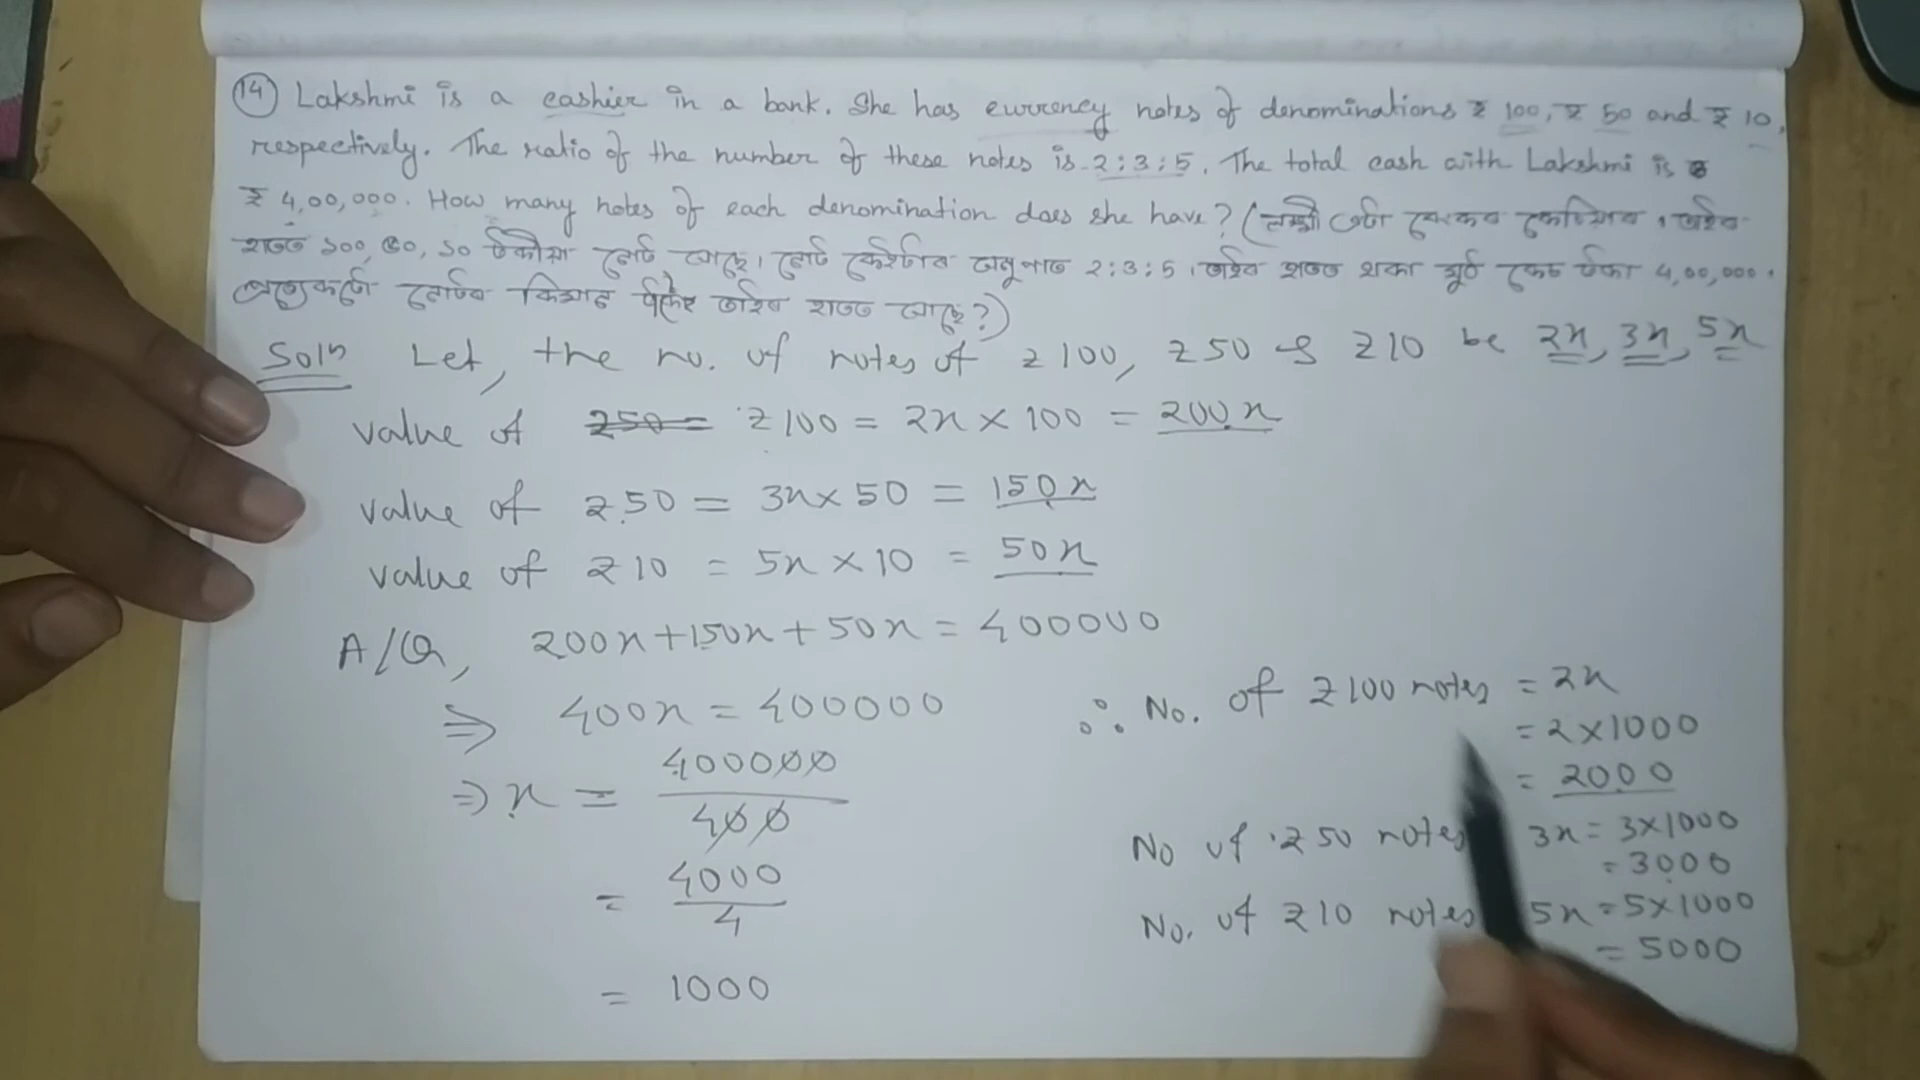 14 Lakshmi is a cashier in a bank. She has currency notes of denominations ₹ 100, ₹ 50 and ₹ 10,
respectively. The ratio of the number of these notes is 2:3:5. The total cash with Lakshmi is
₹ 4,00,000. How many notes of each denomination does she have? (লক্ষ্মী এটা বেংকৰ কেচিয়াৰ, তাইৰ
হাতত ১০০, ৫০, ১০ টকীয়া নোট আছে। নোট কেইটাৰ অনুপাত 2:3:5. তাইৰ হাতত থকা মুঠ কেচ টকা 4,00,000.
প্ৰত্যেকটো নোটৰ কিমান তাইৰ হাতত আছে?)
Soln Let, the no. of notes of ₹100, ₹50 & ₹10 be 2x, 3x, 5x
value of ₹50= ₹100 = 2x × 100 = 200x
value of ₹50 = 3x × 50 = 150x
value of ₹10 = 5x × 10 = 50x
A/Q, 200x+150x+50x = 400000
⇒ 400x = 400000
⇒ x = 400000/400
= 4000/4
= 1000
∴ No. of ₹100 notes = 2x
= 2×1000
= 2000
No of ₹50 notes 3x = 3×1000
= 3000
No. of ₹10 notes 5x = 5×1000
= 5000